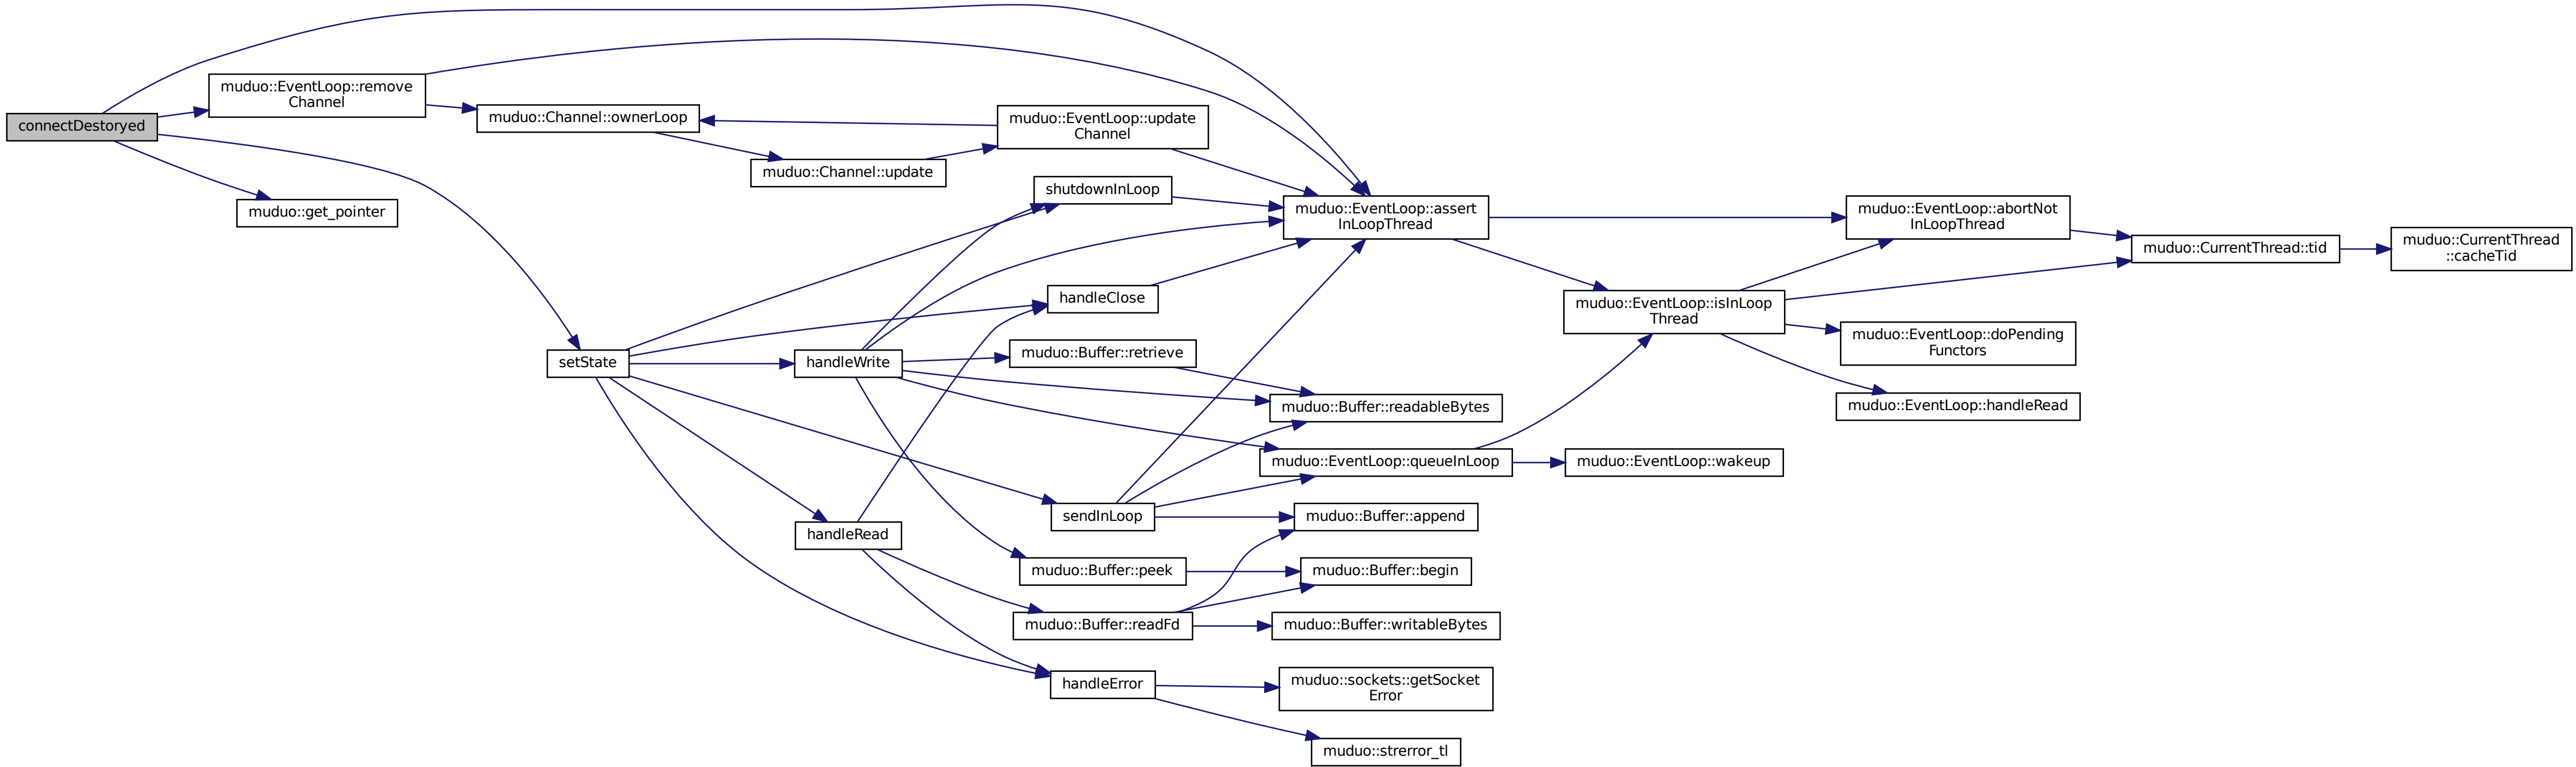 connectDestoryed
muduo::EventLoop::remove
Channel
muduo::get_pointer
muduo::Channel::ownerLoop
muduo::Channel::update
muduo::EventLoop::update
Channel
setState
shutdownInLoop
handleClose
handleWrite
muduo::Buffer::retrieve
handleRead
sendInLoop
muduo::Buffer::peek
muduo::Buffer::readFd
handleError
muduo::EventLoop::assert
InLoopThread
muduo::Buffer::readableBytes
muduo::EventLoop::queueInLoop
muduo::Buffer::append
muduo::Buffer::begin
muduo::Buffer::writableBytes
muduo::sockets::getSocket
Error
muduo::strerror_tl
muduo::EventLoop::isInLoop
Thread
muduo::EventLoop::wakeup
muduo::EventLoop::abortNot
InLoopThread
muduo::EventLoop::doPending
Functors
muduo::EventLoop::handleRead
muduo::CurrentThread::tid
muduo::CurrentThread
::cacheTid